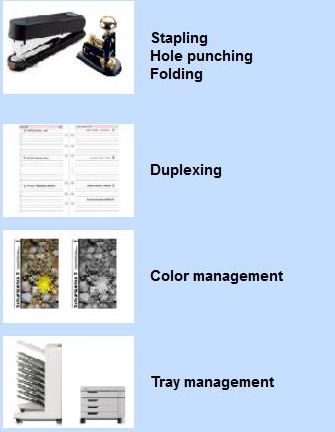 Stapling
Hole punching
Folding
Duplexing
Color management
Tray management